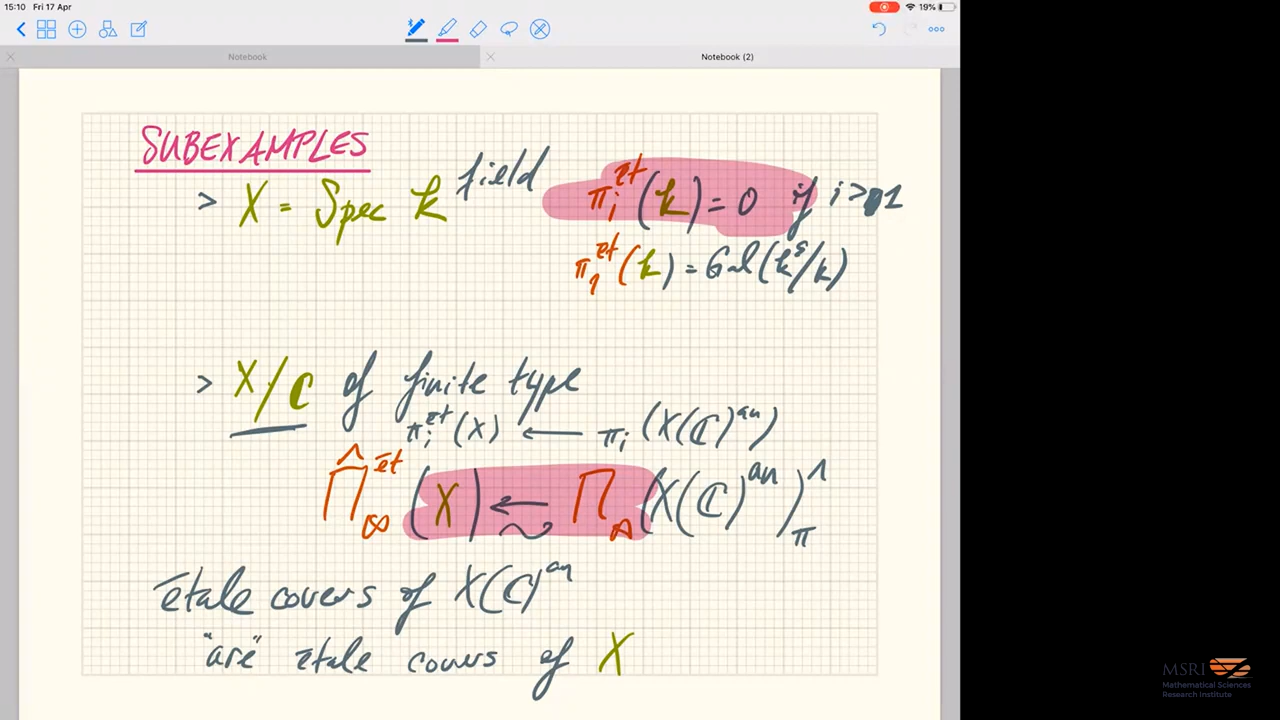 15:10 Fri 17 Apr 19%
Notebook Notebook (2)
SUBEXAMPLES
> X = Spec k field π_i^ét(k) = 0 if i > 1
π_1^ét(k) = Gal(k^s/k)
> X/ℂ of finite type
π_i^ét(X) ← π_i(X(ℂ)^an)
Π̂_∞^ét(X) ⥲ Π_∞(X(ℂ)^an)^∧_π
étale covers of X(ℂ)^an
"are" étale covers of X
MSRI
Mathematical Sciences
Research Institute